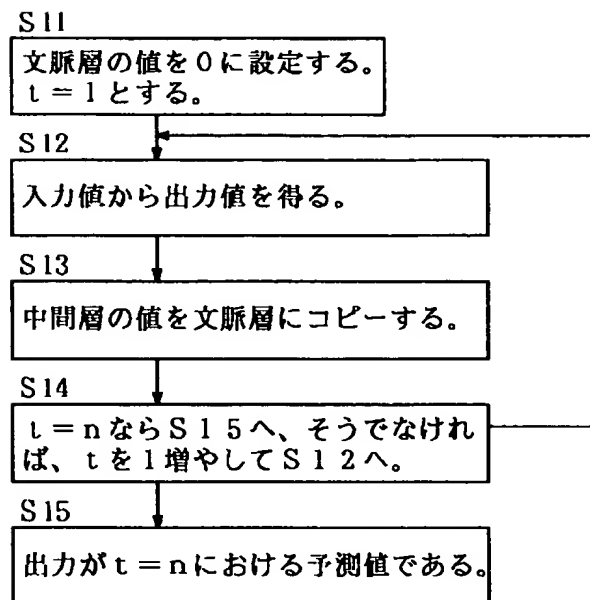 S11
文脈層の値を0に設定する。
t=1とする。
S12
入力値から出力値を得る。
S13
中間層の値を文脈層にコピーする。
S14
t=nならS15へ、そうでなけれ
ば、tを1増やしてS12へ。
S15
出力がt=nにおける予測値である。